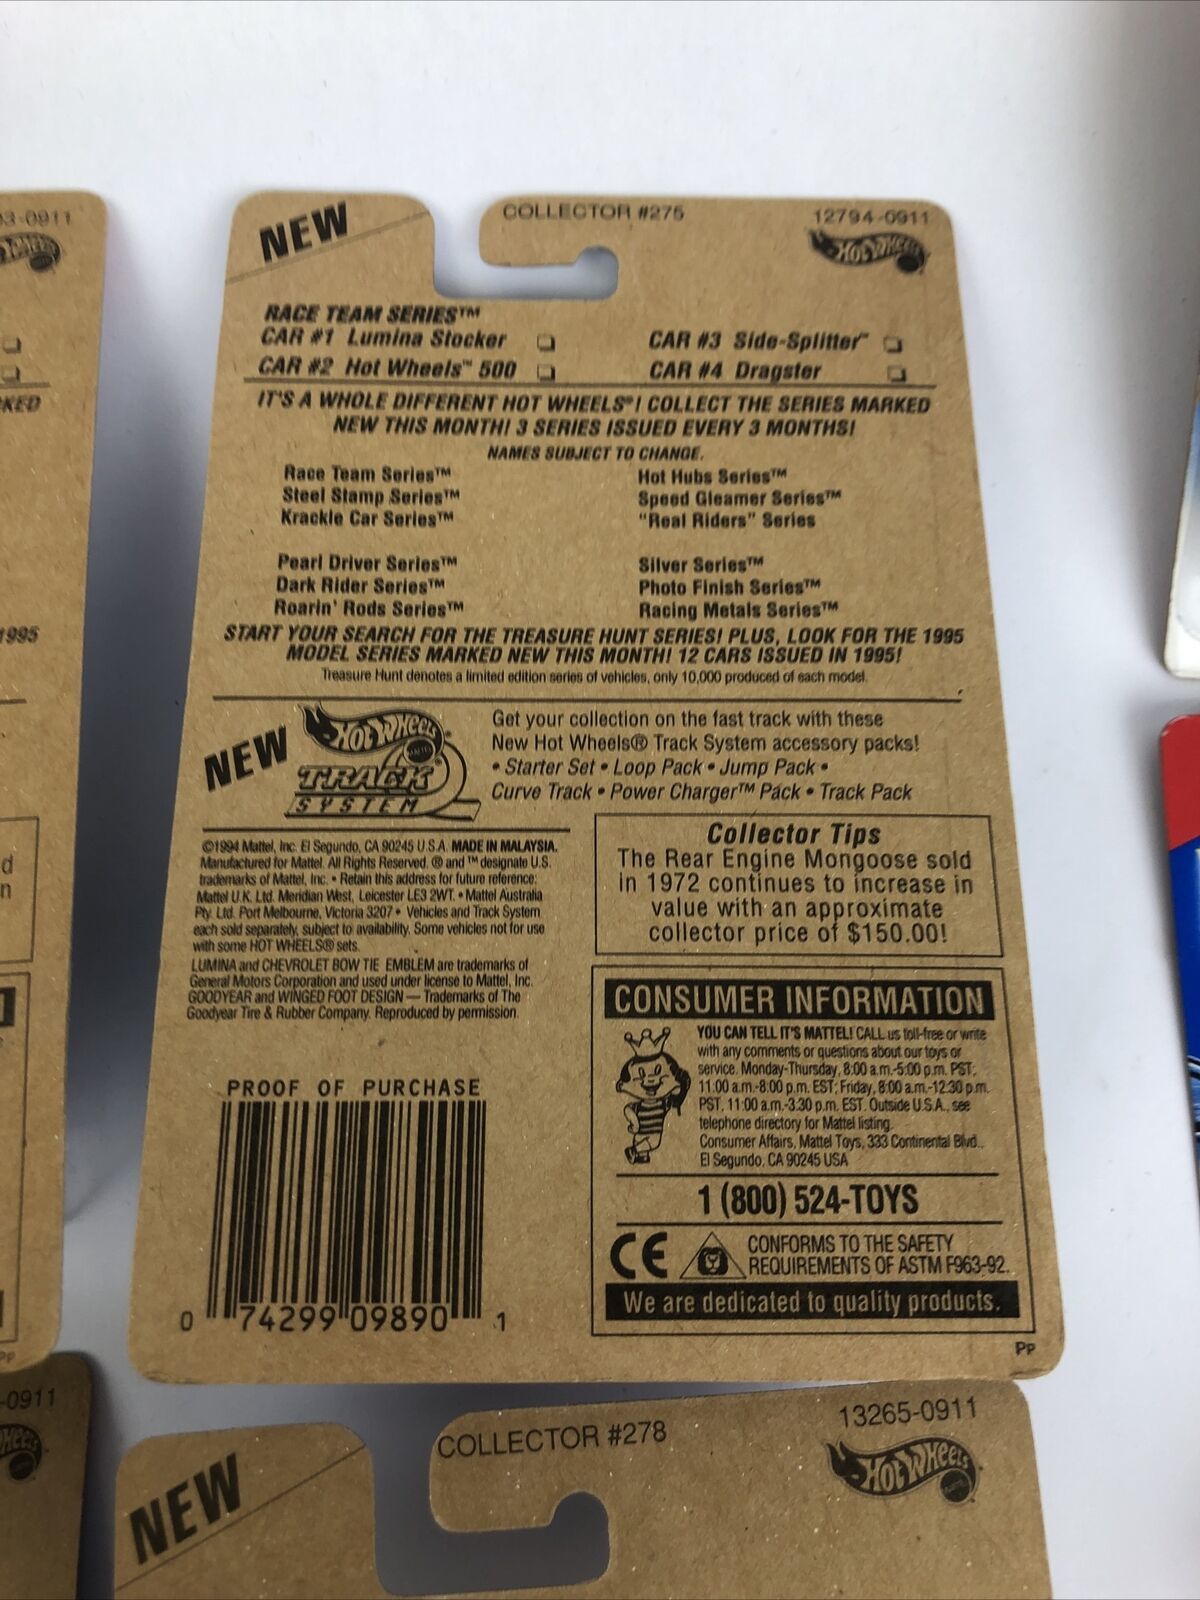 3-0911
COLLECTOR #275
12794-0911
NEW
HOT WHEELS
RACE TEAM SERIES™
CAR #1 Lumina Stocker
CAR #3 Side-Splitter™
CAR #2 Hot Wheels™ 500
CAR #4 Dragster
IT'S A WHOLE DIFFERENT HOT WHEELS®! COLLECT THE SERIES MARKED
NEW THIS MONTH! 3 SERIES ISSUED EVERY 3 MONTHS!
NAMES SUBJECT TO CHANGE.
Race Team Series™
Hot Hubs Series™
Steel Stamp Series™
Speed Gleamer Series™
Krackle Car Series™
"Real Riders" Series
Pearl Driver Series™
Silver Series™
Dark Rider Series™
Photo Finish Series™
Roarin' Rods Series™
Racing Metals Series™
START YOUR SEARCH FOR THE TREASURE HUNT SERIES! PLUS, LOOK FOR THE 1995
MODEL SERIES MARKED NEW THIS MONTH! 12 CARS ISSUED IN 1995!
Treasure Hunt denotes a limited edition series of vehicles, only 10,000 produced of each model.
NEW
HOT WHEELS
TRACK
SYSTEM
Get your collection on the fast track with these
New Hot Wheels® Track System accessory packs!
• Starter Set • Loop Pack • Jump Pack •
Curve Track • Power Charger™ Pack • Track Pack
©1994 Mattel, Inc. El Segundo, CA 90245 U.S.A. MADE IN MALAYSIA.
Manufactured for Mattel. All Rights Reserved. ® and ™ designate U.S.
trademarks of Mattel, Inc. • Retain this address for future reference:
Mattel U.K. Ltd. Meridian West, Leicester LE3 2WT. • Mattel Australia
Pty. Ltd. Port Melbourne, Victoria 3207 • Vehicles and Track System
each sold separately, subject to availability. Some vehicles not for use
with some HOT WHEELS® sets.
LUMINA and CHEVROLET BOW TIE EMBLEM are trademarks of
General Motors Corporation and used under license to Mattel, Inc.
GOODYEAR and WINGED FOOT DESIGN — Trademarks of The
Goodyear Tire & Rubber Company. Reproduced by permission.
Collector Tips
The Rear Engine Mongoose sold
in 1972 continues to increase in
value with an approximate
collector price of $150.00!
CONSUMER INFORMATION
YOU CAN TELL IT'S MATTEL! CALL us toll-free or write
with any comments or questions about our toys or
service. Monday-Thursday, 8:00 a.m.-5:00 p.m. PST;
11:00 a.m.-8:00 p.m. EST; Friday, 8:00 a.m.-12:30 p.m.
PST, 11:00 a.m.-3:30 p.m. EST. Outside U.S.A., see
telephone directory for Mattel listing.
Consumer Affairs, Mattel Toys, 333 Continental Blvd.,
El Segundo, CA 90245 USA
1 (800) 524-TOYS
CE
CONFORMS TO THE SAFETY
REQUIREMENTS OF ASTM F963-92.
We are dedicated to quality products.
PROOF OF PURCHASE
0 74299 09890 1
PP
-0911
COLLECTOR #278
13265-0911
NEW
HOT WHEELS